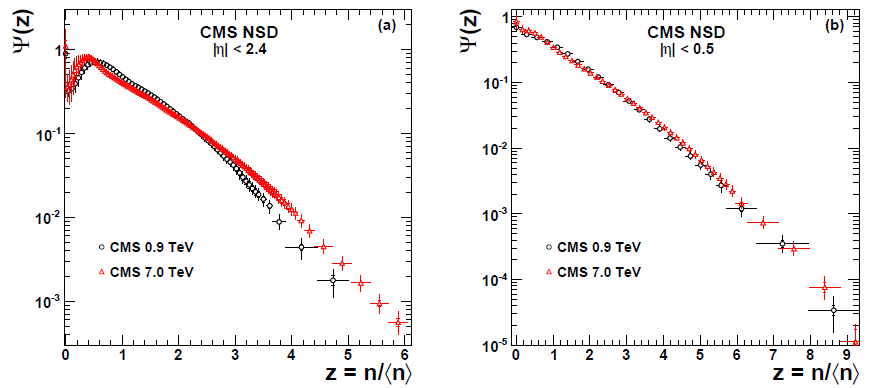 CMS NSD
|η| < 2.4
(a)
Ψ(z)
1
10⁻¹
10⁻²
10⁻³
CMS 0.9 TeV
CMS 7.0 TeV
0 1 2 3 4 5 6
z = n/⟨n⟩
CMS NSD
|η| < 0.5
(b)
Ψ(z)
1
10⁻¹
10⁻²
10⁻³
10⁻⁴
10⁻⁵
CMS 0.9 TeV
CMS 7.0 TeV
0 1 2 3 4 5 6 7 8 9
z = n/⟨n⟩